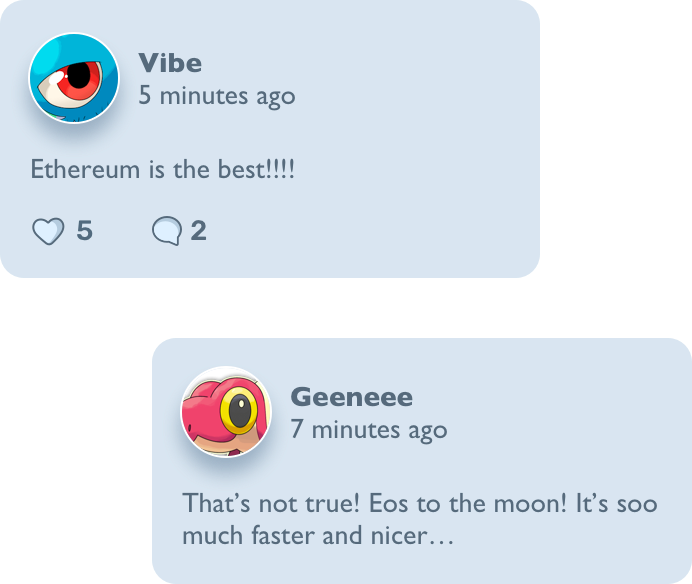 Vibe
5 minutes ago
Ethereum is the best!!!!
5 2
Geeneee
7 minutes ago
That’s not true! Eos to the moon! It’s soo
much faster and nicer…